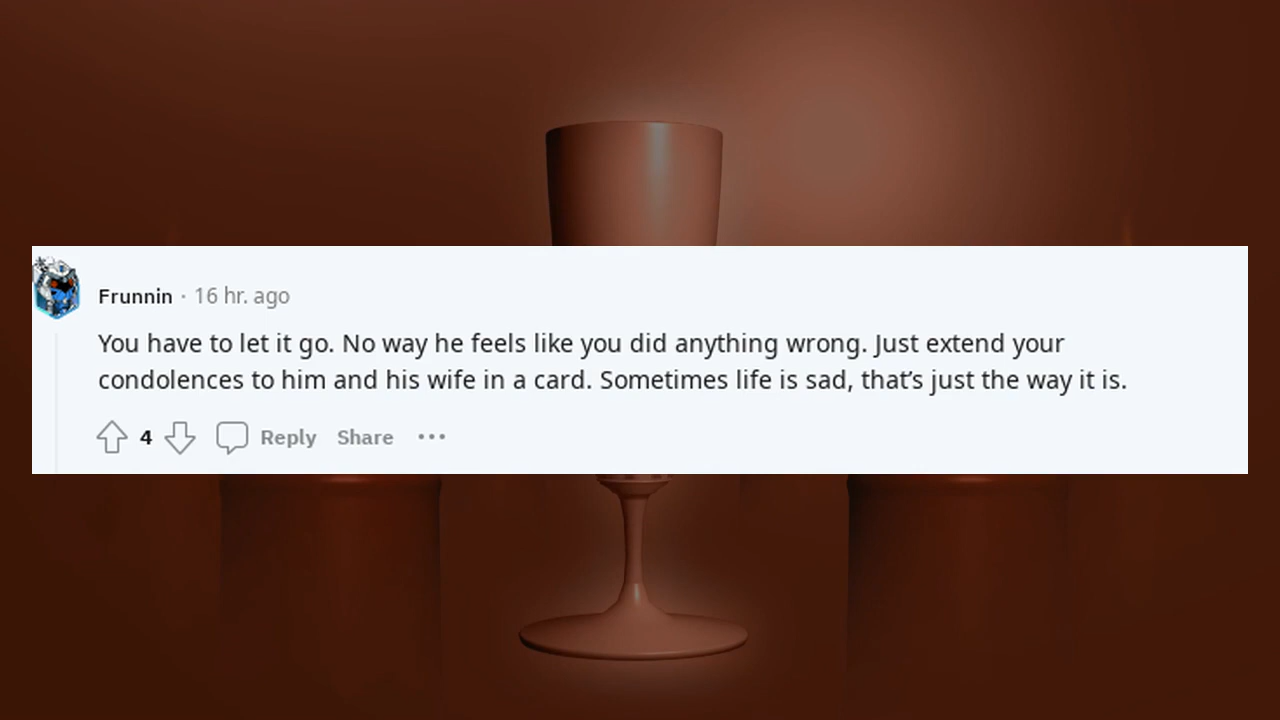 Frunnin · 16 hr. ago
You have to let it go. No way he feels like you did anything wrong. Just extend your
condolences to him and his wife in a card. Sometimes life is sad, that’s just the way it is.
4 Reply Share